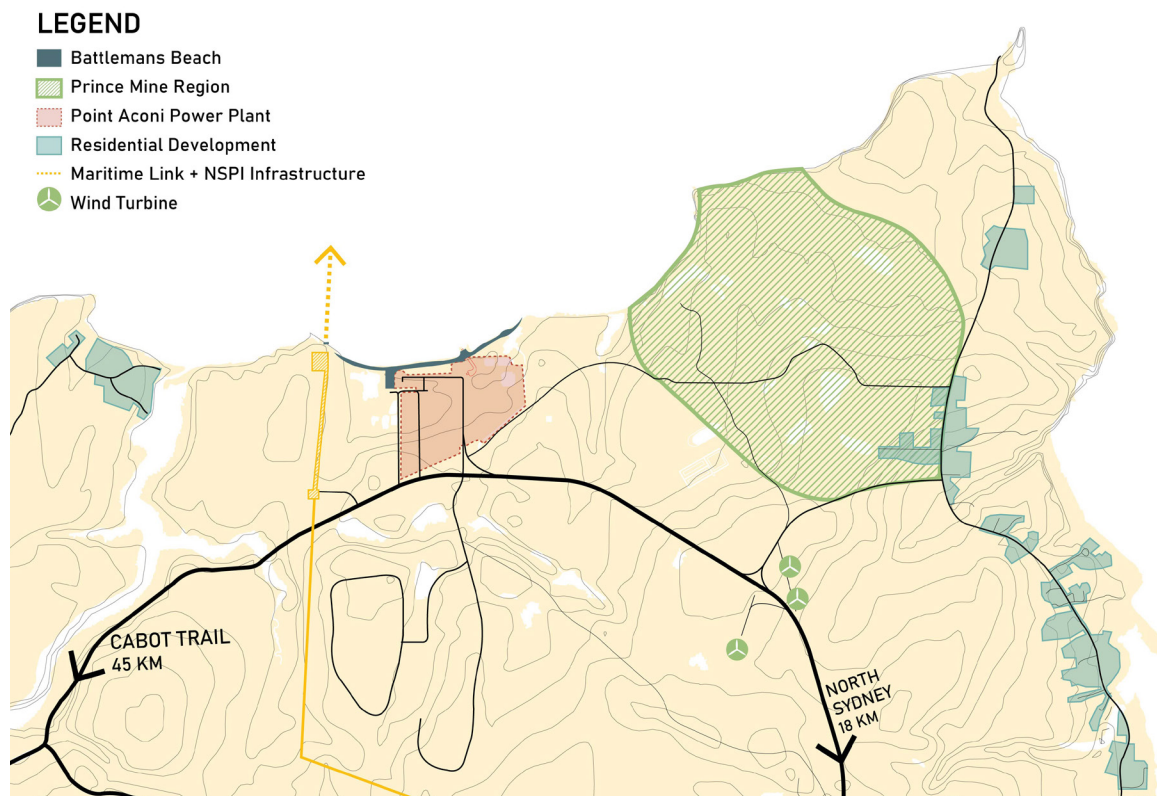 LEGEND
Battlemans Beach
Prince Mine Region
Point Aconi Power Plant
Residential Development
Maritime Link + NSPI Infrastructure
Wind Turbine
CABOT TRAIL
45 KM
NORTH
SYDNEY
18 KM